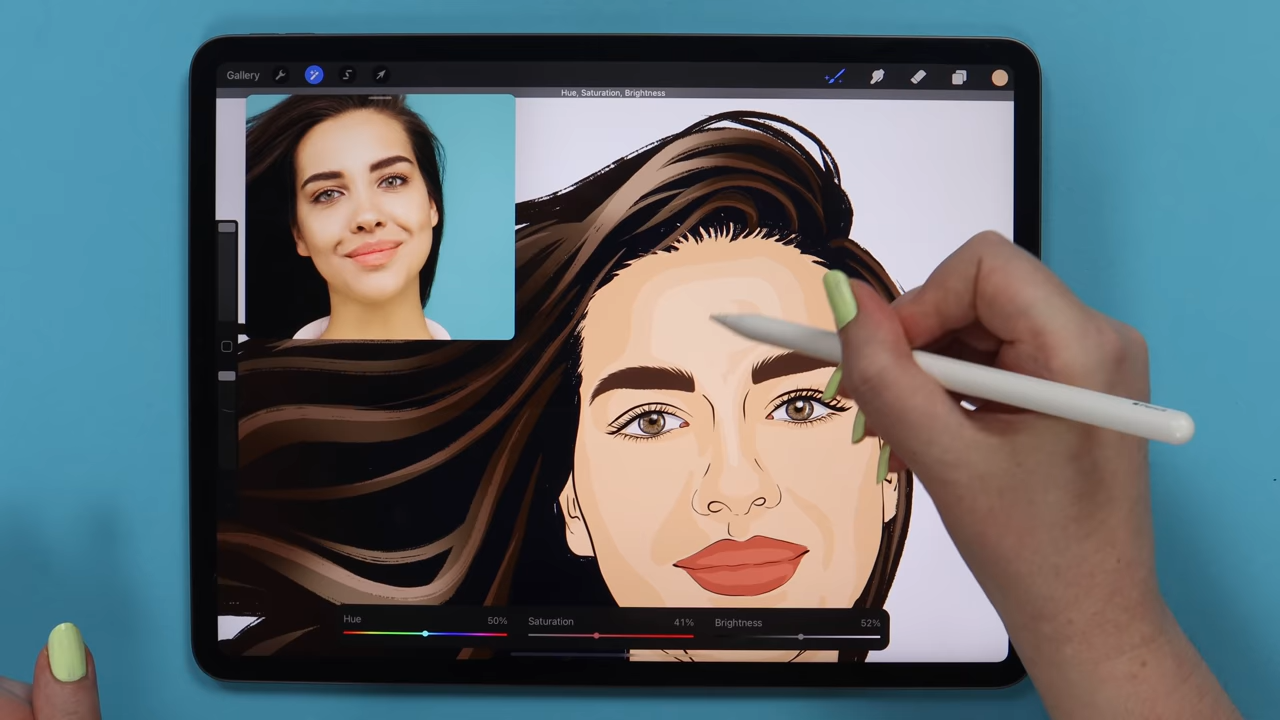 Gallery
Hue, Saturation, Brightness
Hue 50%
Saturation 41%
Brightness 52%